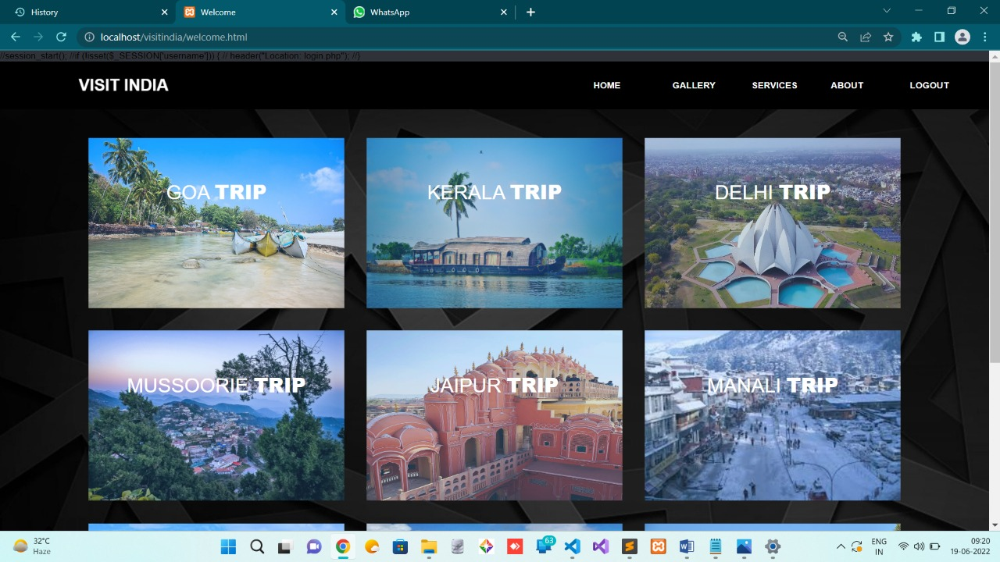 History
Welcome
WhatsApp
localhost/visitindia/welcome.html
//session_start(); //if (!isset($_SESSION['username'])) { // header("Location: login.php"); //}
VISIT INDIA
HOME
GALLERY
SERVICES
ABOUT
LOGOUT
GOA TRIP
KERALA TRIP
DELHI TRIP
MUSSOORIE TRIP
JAIPUR TRIP
MANALI TRIP
32°C
Haze
63
ENG
IN
09:20
19-06-2022